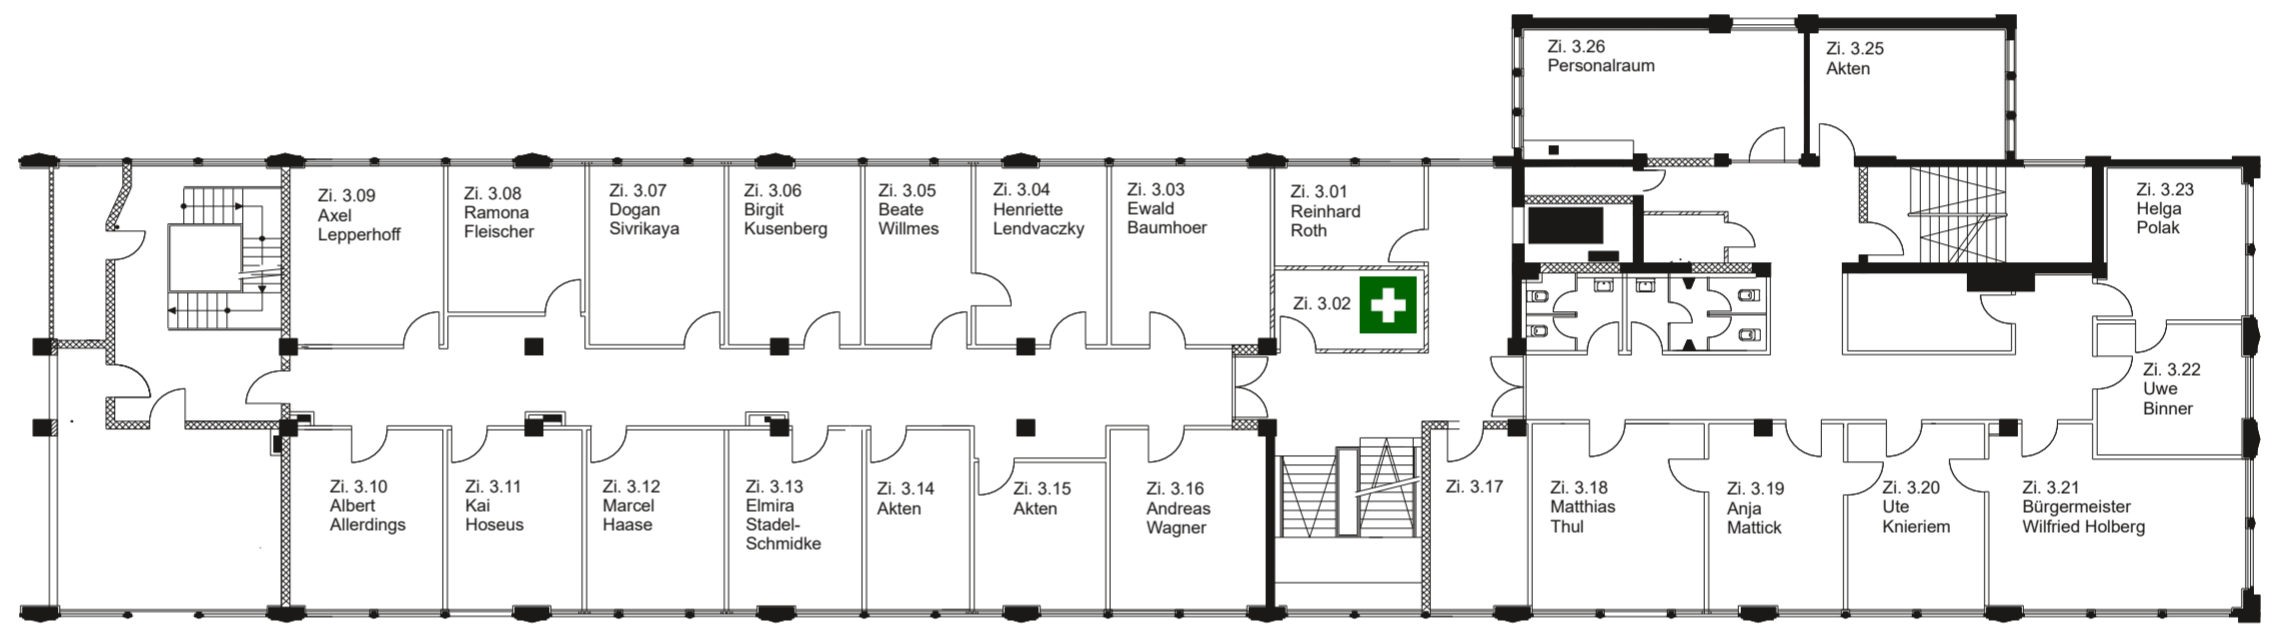 Zi. 3.26
Personalraum
Zi. 3.25
Akten
Zi. 3.09
Axel
Lepperhoff
Zi. 3.08
Ramona
Fleischer
Zi. 3.07
Dogan
Sivrikaya
Zi. 3.06
Birgit
Kusenberg
Zi. 3.05
Beate
Willmes
Zi. 3.04
Henriette
Lendvaczky
Zi. 3.03
Ewald
Baumhoer
Zi. 3.01
Reinhard
Roth
Zi. 3.23
Helga
Polak
Zi. 3.02
Zi. 3.22
Uwe
Binner
Zi. 3.10
Albert
Allerdings
Zi. 3.11
Kai
Hoseus
Zi. 3.12
Marcel
Haase
Zi. 3.13
Elmira
Stadel-
Schmidke
Zi. 3.14
Akten
Zi. 3.15
Akten
Zi. 3.16
Andreas
Wagner
Zi. 3.17
Zi. 3.18
Matthias
Thul
Zi. 3.19
Anja
Mattick
Zi. 3.20
Ute
Knieriem
Zi. 3.21
Bürgermeister
Wilfried Holberg